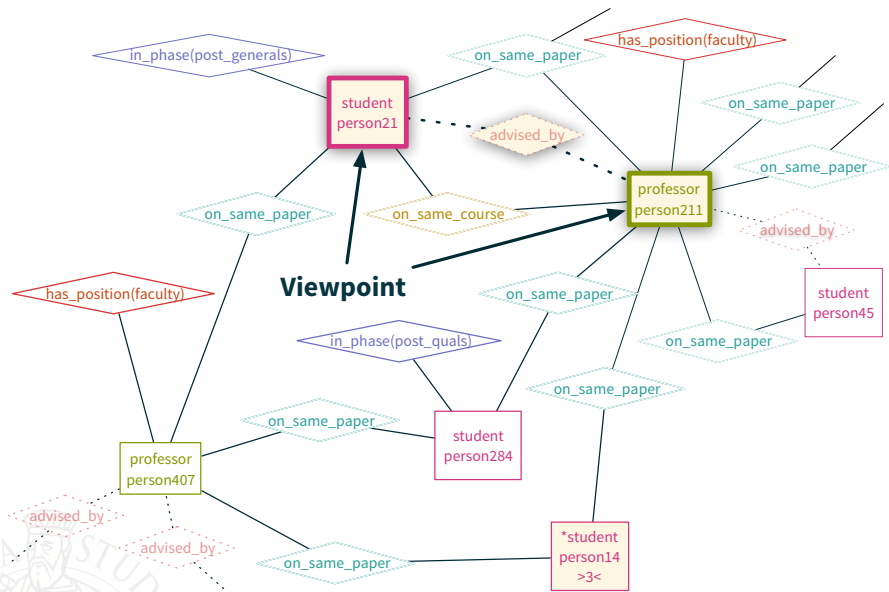 in_phase(post_generals)
on_same_paper
has_position(faculty)
student
person21
on_same_paper
advised_by
on_same_paper
professor
person211
on_same_paper
on_same_course
advised_by
Viewpoint
has_position(faculty)
on_same_paper
student
person45
in_phase(post_quals)
on_same_paper
on_same_paper
on_same_paper
student
person284
professor
person407
advised_by
advised_by
on_same_paper
*student
person14
>3<
STUD